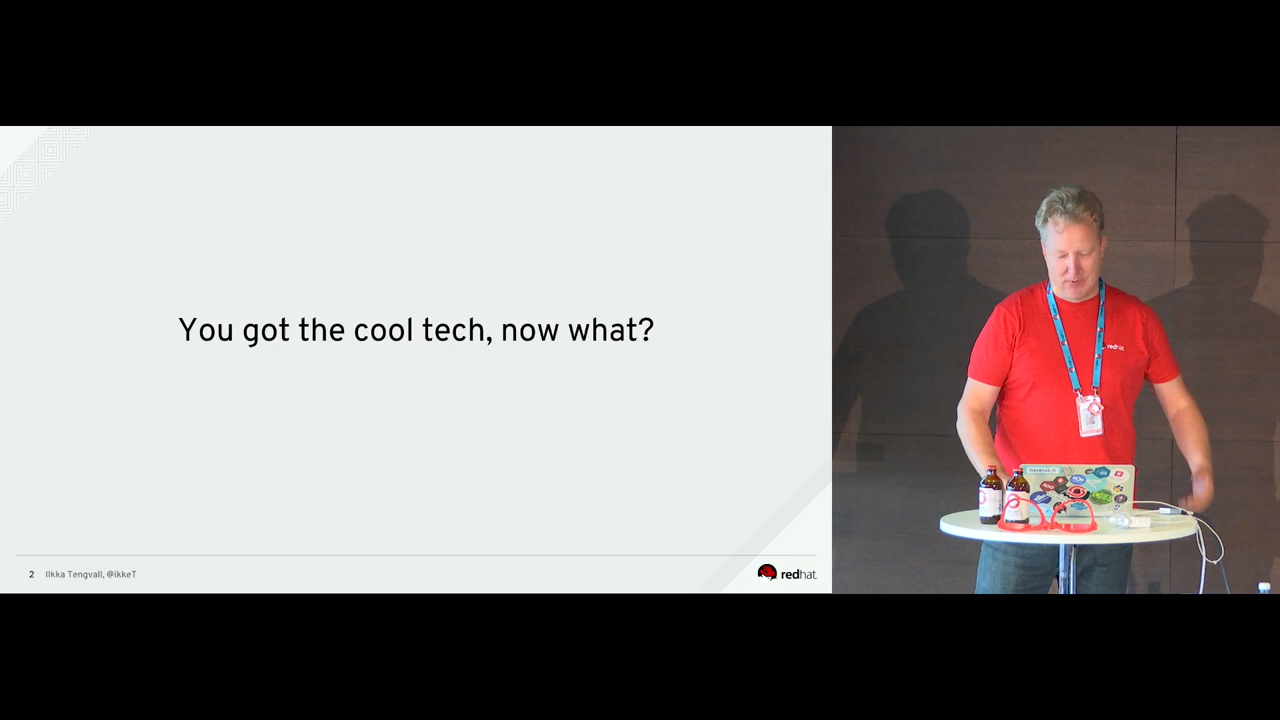 You got the cool tech, now what?
2 Ilkka Tengvall, @ikkeT
redhat.
redhat.